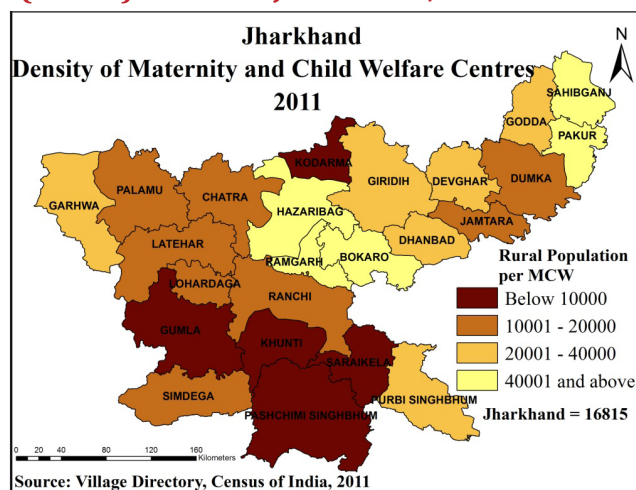 Jharkhand
Density of Maternity and Child Welfare Centres
2011
N
SAHIBGANJ
GODDA
PAKUR
KODARMA
PALAMU
CHATRA
GARHWA
GIRIDIH
DEVGHAR
DUMKA
HAZARIBAG
JAMTARA
LATEHAR
DHANBAD
RAMGARH
BOKARO
LOHARDAGA
RANCHI
GUMLA
KHUNTI
SARAIKELA
SIMDEGA
PURBI SINGHBHUM
PASHCHIMI SINGHBHUM
Rural Population
per MCW
Below 10000
10001 - 20000
20001 - 40000
40001 and above
Jharkhand = 16815
0 20 40 80 120 160
Kilometers
Source: Village Directory, Census of India, 2011